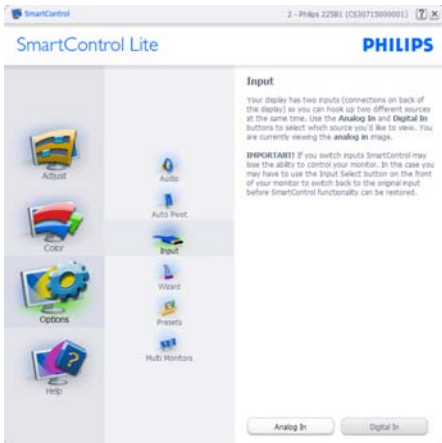 SmartControl
2 - Philips 225B1 (CS30715000001)
SmartControl Lite
PHILIPS
Adjust
Color
Options
Help
Audio
Auto Pivot
Input
Wizard
Presets
Multi Monitors
Input
Your display has two inputs (connections on back of
the display) so you can hook up two different sources
at the same time. Use the Analog In and Digital In
buttons to select which source you'd like to view. You
are currently viewing the analog in image.
IMPORTANT! If you switch inputs SmartControl may
lose the ability to control your monitor. In that case you
may have to use the Input Select button on the front
of your monitor to switch back to the original input
before SmartControl functionality can be restored.
Analog In
Digital In